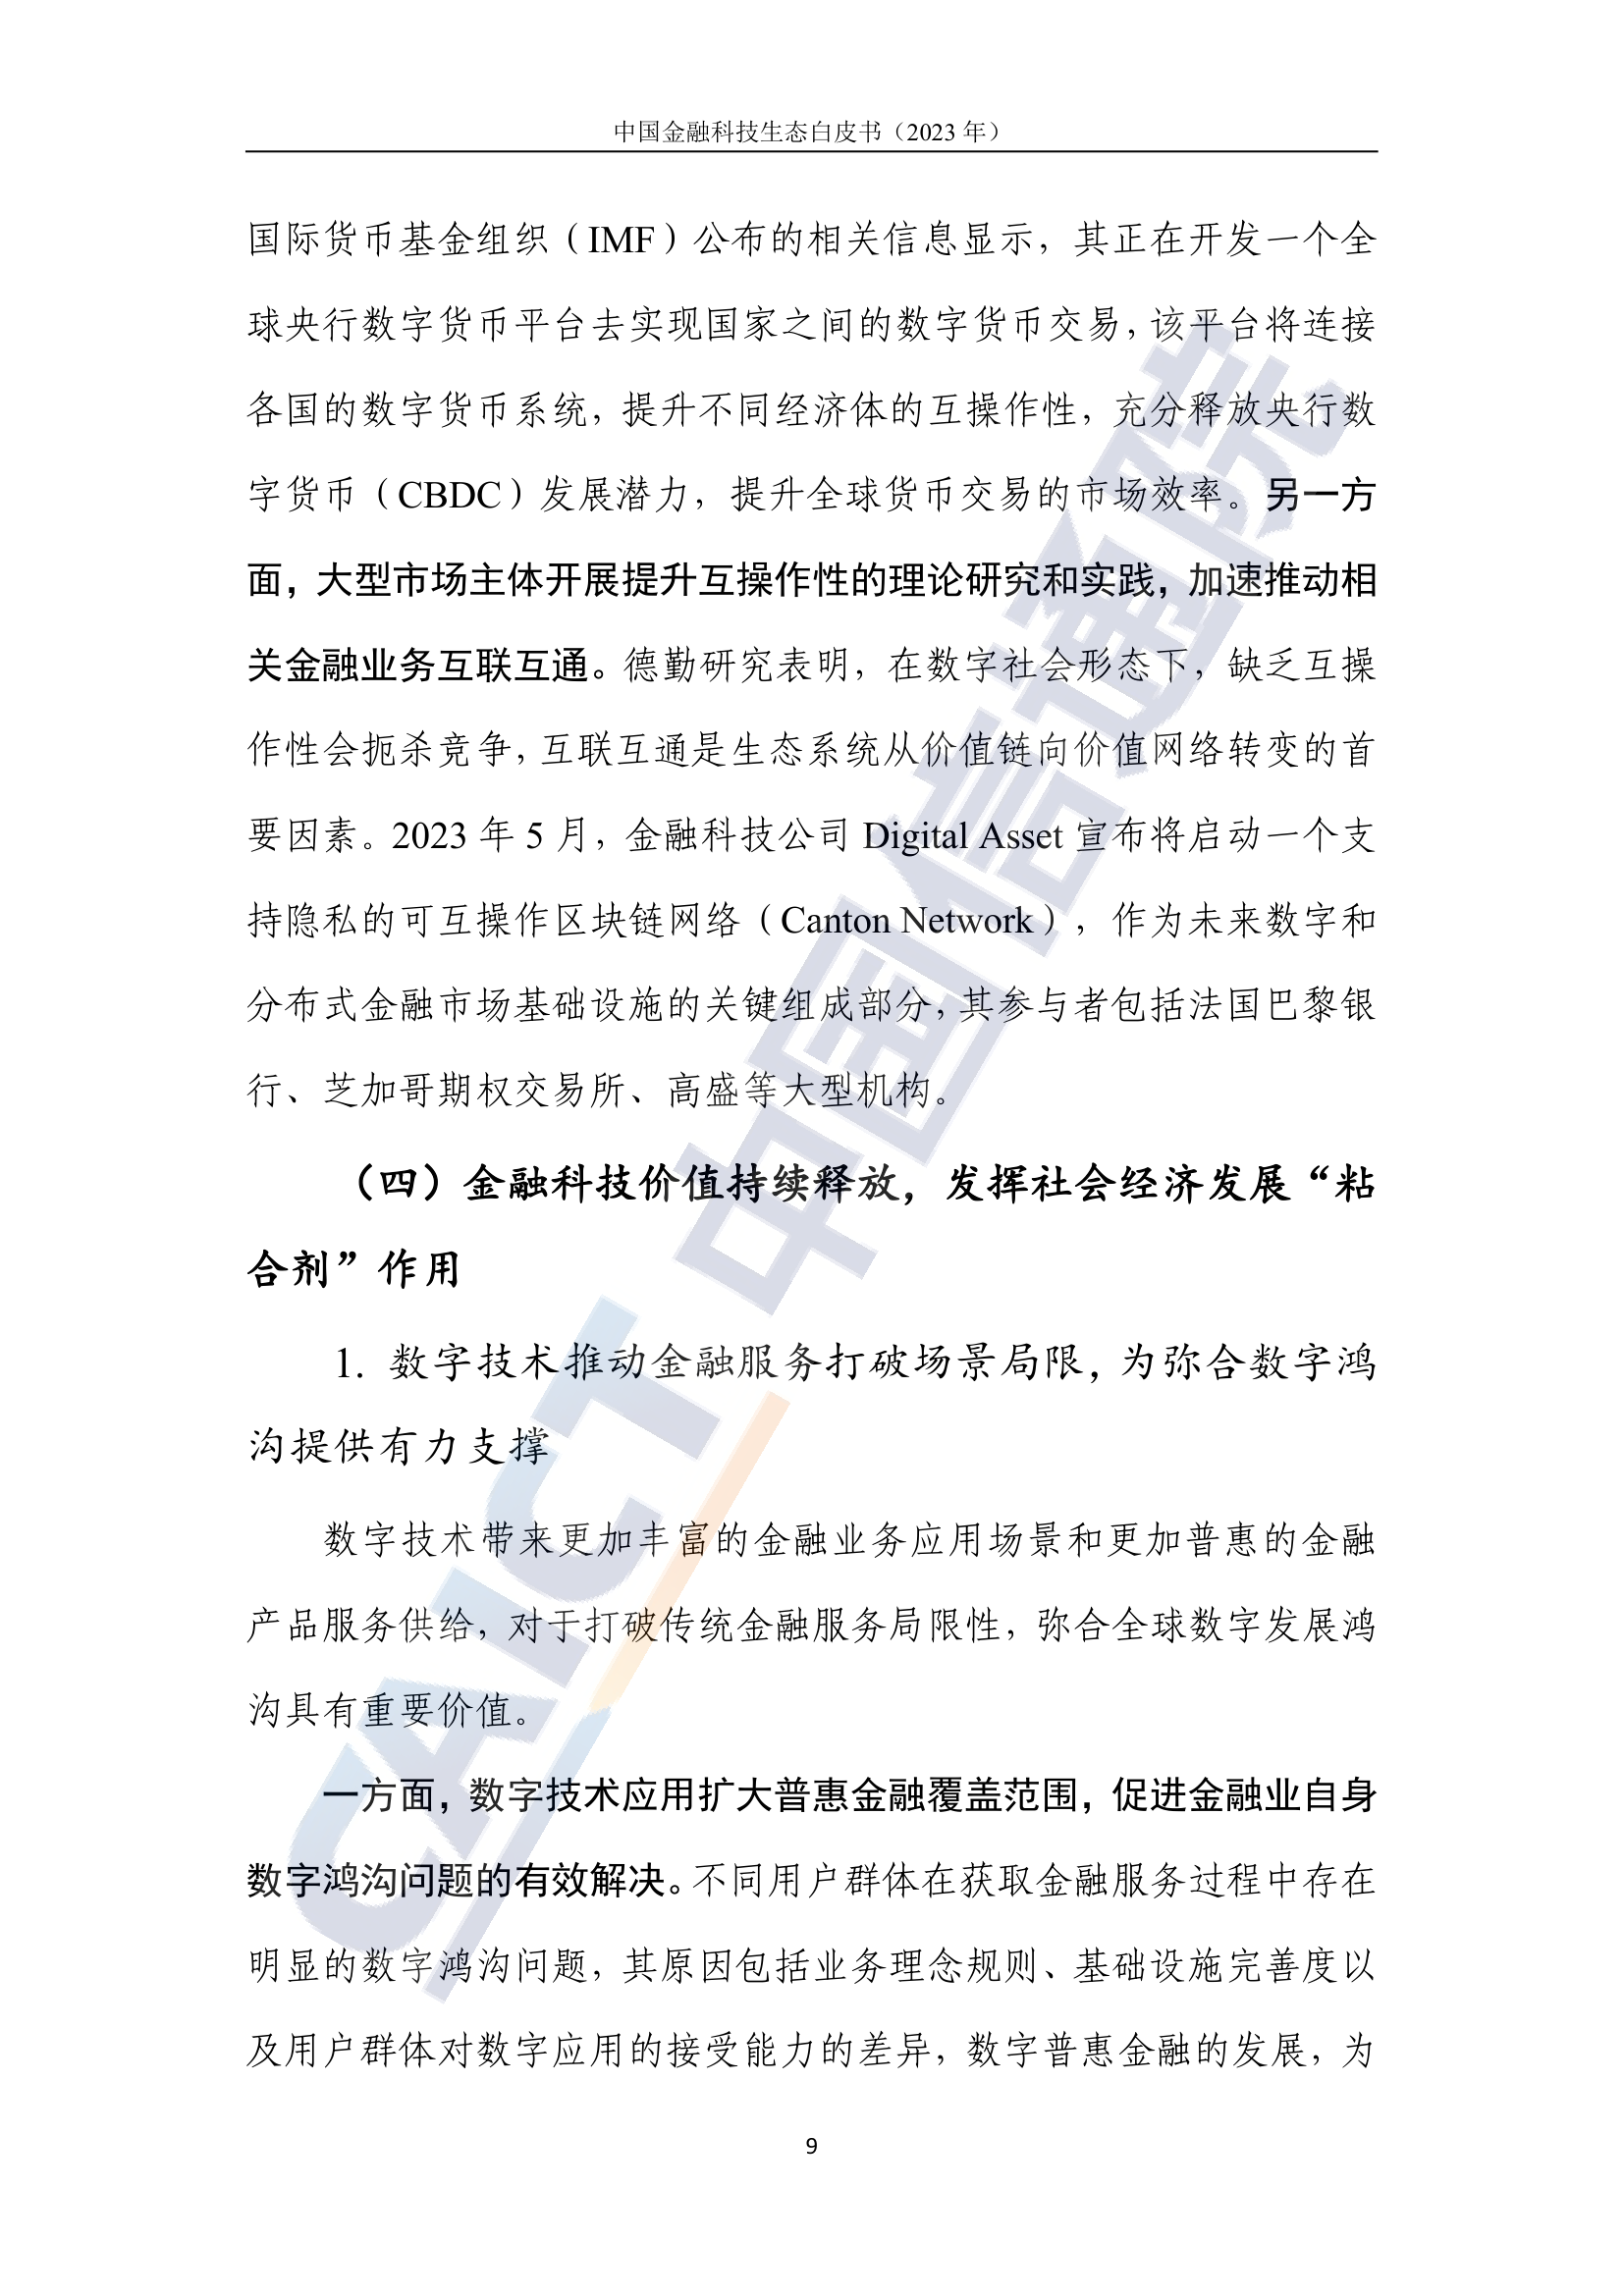 中国金融科技生态白皮书（2023 年）
国际货币基金组织（IMF）公布的相关信息显示，其正在开发一个全
球央行数字货币平台去实现国家之间的数字货币交易，该平台将连接
各国的数字货币系统，提升不同经济体的互操作性，充分释放央行数
字货币（CBDC）发展潜力，提升全球货币交易的市场效率。另一方
面，大型市场主体开展提升互操作性的理论研究和实践，加速推动相
关金融业务互联互通。德勤研究表明，在数字社会形态下，缺乏互操
作性会扼杀竞争，互联互通是生态系统从价值链向价值网络转变的首
要因素。2023 年 5 月，金融科技公司 Digital Asset 宣布将启动一个支
持隐私的可互操作区块链网络（Canton Network），作为未来数字和
分布式金融市场基础设施的关键组成部分，其参与者包括法国巴黎银
行、芝加哥期权交易所、高盛等大型机构。
（四）金融科技价值持续释放，发挥社会经济发展“粘
合剂”作用
1. 数字技术推动金融服务打破场景局限，为弥合数字鸿
沟提供有力支撑
数字技术带来更加丰富的金融业务应用场景和更加普惠的金融
产品服务供给，对于打破传统金融服务局限性，弥合全球数字发展鸿
沟具有重要价值。
一方面，数字技术应用扩大普惠金融覆盖范围，促进金融业自身
数字鸿沟问题的有效解决。不同用户群体在获取金融服务过程中存在
明显的数字鸿沟问题，其原因包括业务理念规则、基础设施完善度以
及用户群体对数字应用的接受能力的差异，数字普惠金融的发展，为
9
CAICT 中国信通院